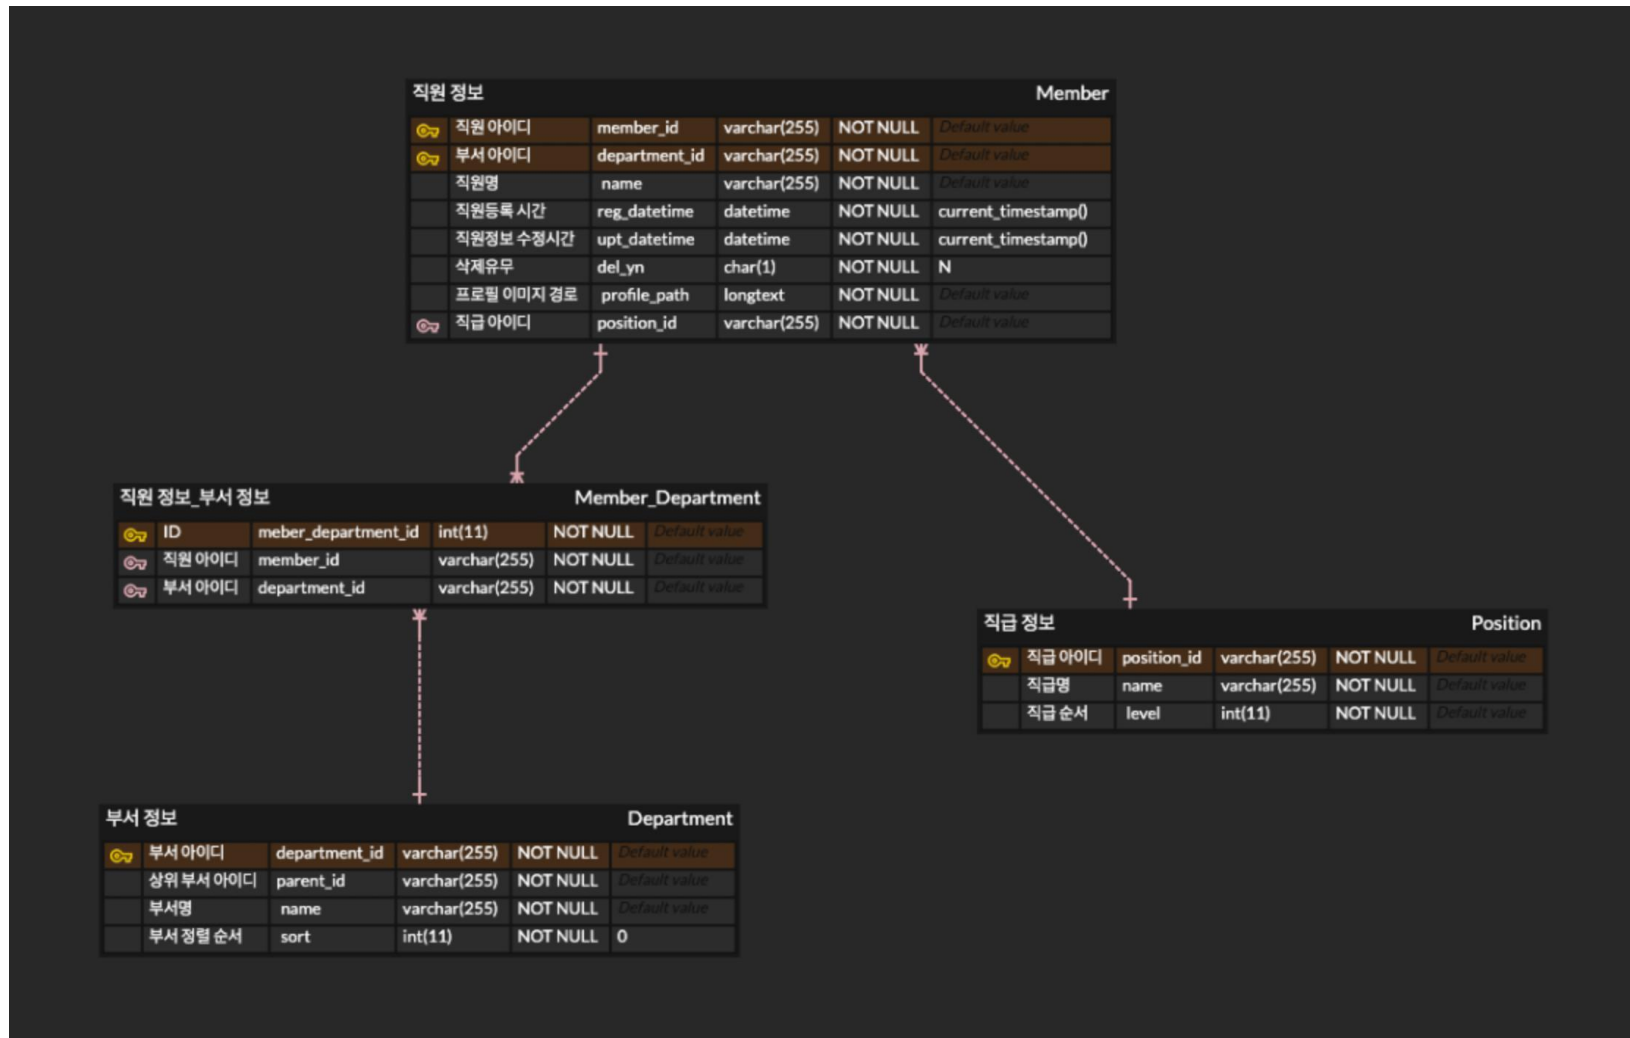 직원 정보 Member
직원 아이디 member_id varchar(255) NOT NULL Default value
부서 아이디 department_id varchar(255) NOT NULL Default value
직원명 name varchar(255) NOT NULL Default value
직원등록 시간 reg_datetime datetime NOT NULL current_timestamp()
직원정보 수정시간 upt_datetime datetime NOT NULL current_timestamp()
삭제유무 del_yn char(1) NOT NULL N
프로필 이미지 경로 profile_path longtext NOT NULL Default value
직급 아이디 position_id varchar(255) NOT NULL Default value
직원 정보_부서 정보 Member_Department
ID meber_department_id int(11) NOT NULL Default value
직원 아이디 member_id varchar(255) NOT NULL Default value
부서 아이디 department_id varchar(255) NOT NULL Default value
직급 정보 Position
직급 아이디 position_id varchar(255) NOT NULL Default value
직급명 name varchar(255) NOT NULL Default value
직급 순서 level int(11) NOT NULL Default value
부서 정보 Department
부서 아이디 department_id varchar(255) NOT NULL Default value
상위 부서 아이디 parent_id varchar(255) NOT NULL Default value
부서명 name varchar(255) NOT NULL Default value
부서 정렬 순서 sort int(11) NOT NULL 0